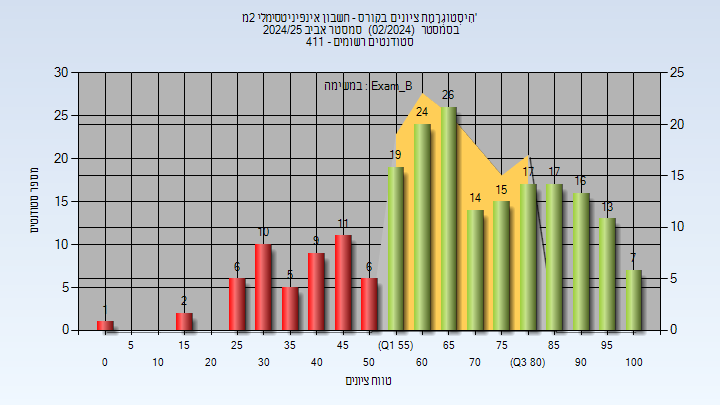 היסטוגרמת ציונים בקורס - חשבון אינפיניטסימלי 2מ'
בסמסטר (02/2024) סמסטר אביב 2024/25
סטודנטים רשומים - 411
במשימה : Exam_B
30 25 20 15 10 5 0
25 20 15 10 5 0
מספר סטודנטים
1 2 6 10 5 9 11 6 19 24 26 14 15 17 17 16 13 7
5 15 25 35 45 (Q1 55) 65 75 85 95
0 10 20 30 40 50 60 70 (Q3 80) 90 100
טווח ציונים